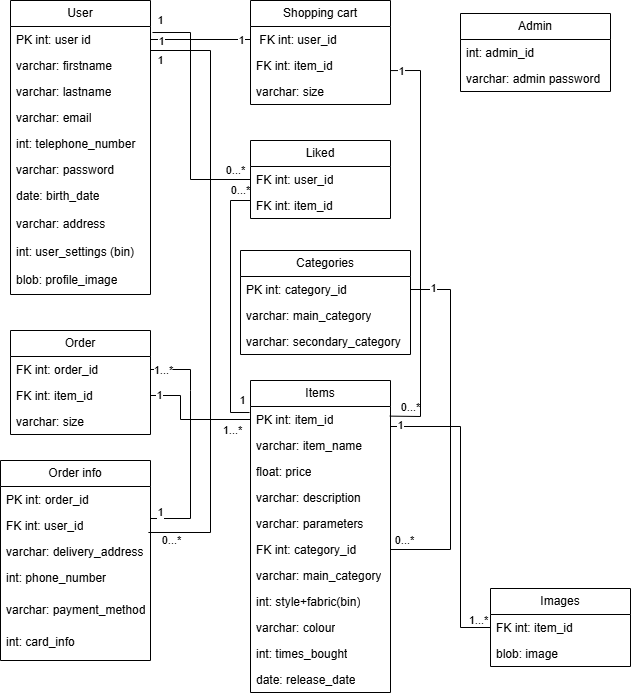 User
PK int: user id
varchar: firstname
varchar: lastname
varchar: email
int: telephone_number
varchar: password
date: birth_date
varchar: address
int: user_settings (bin)
blob: profile_image
1
1
1
1
Shopping cart
FK int: user_id
FK int: item_id
varchar: size
1
Admin
int: admin_id
varchar: admin password
Liked
FK int: user_id
FK int: item_id
0...*
0...*
Categories
PK int: category_id
varchar: main_category
varchar: secondary_category
1
Order
FK int: order_id
FK int: item_id
varchar: size
1...*
1
Order info
PK int: order_id
FK int: user_id
varchar: delivery_address
int: phone_number
varchar: payment_method
int: card_info
1
0...*
1
1...*
Items
PK int: item_id
varchar: item_name
float: price
varchar: description
varchar: parameters
FK int: category_id
varchar: main_category
int: style+fabric(bin)
varchar: colour
int: times_bought
date: release_date
0...*
1
0...*
Images
FK int: item_id
blob: image
1...*